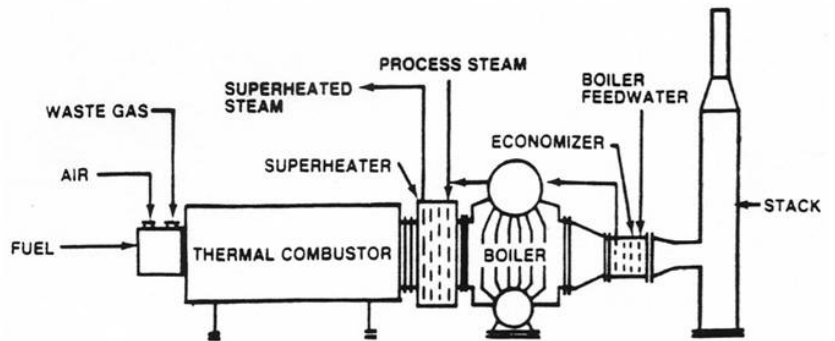 PROCESS STEAM
SUPERHEATED
STEAM
BOILER
FEEDWATER
WASTE GAS
ECONOMIZER
SUPERHEATER
AIR
STACK
FUEL
THERMAL COMBUSTOR
BOILER